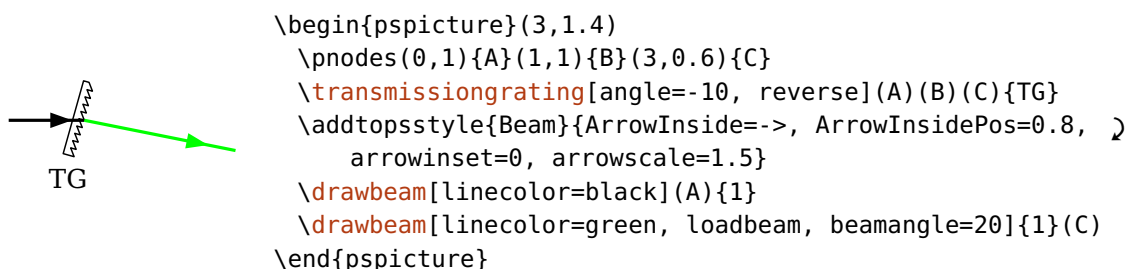 \begin{pspicture}(3,1.4)
\pnodes(0,1){A}(1,1){B}(3,0.6){C}
\transmissiongrating[angle=-10, reverse](A)(B)(C){TG}
\addtopsstyle{Beam}{ArrowInside=->, ArrowInsidePos=0.8,
arrowinset=0, arrowscale=1.5}
\drawbeam[linecolor=black](A){1}
\drawbeam[linecolor=green, loadbeam, beamangle=20]{1}(C)
\end{pspicture}
TG